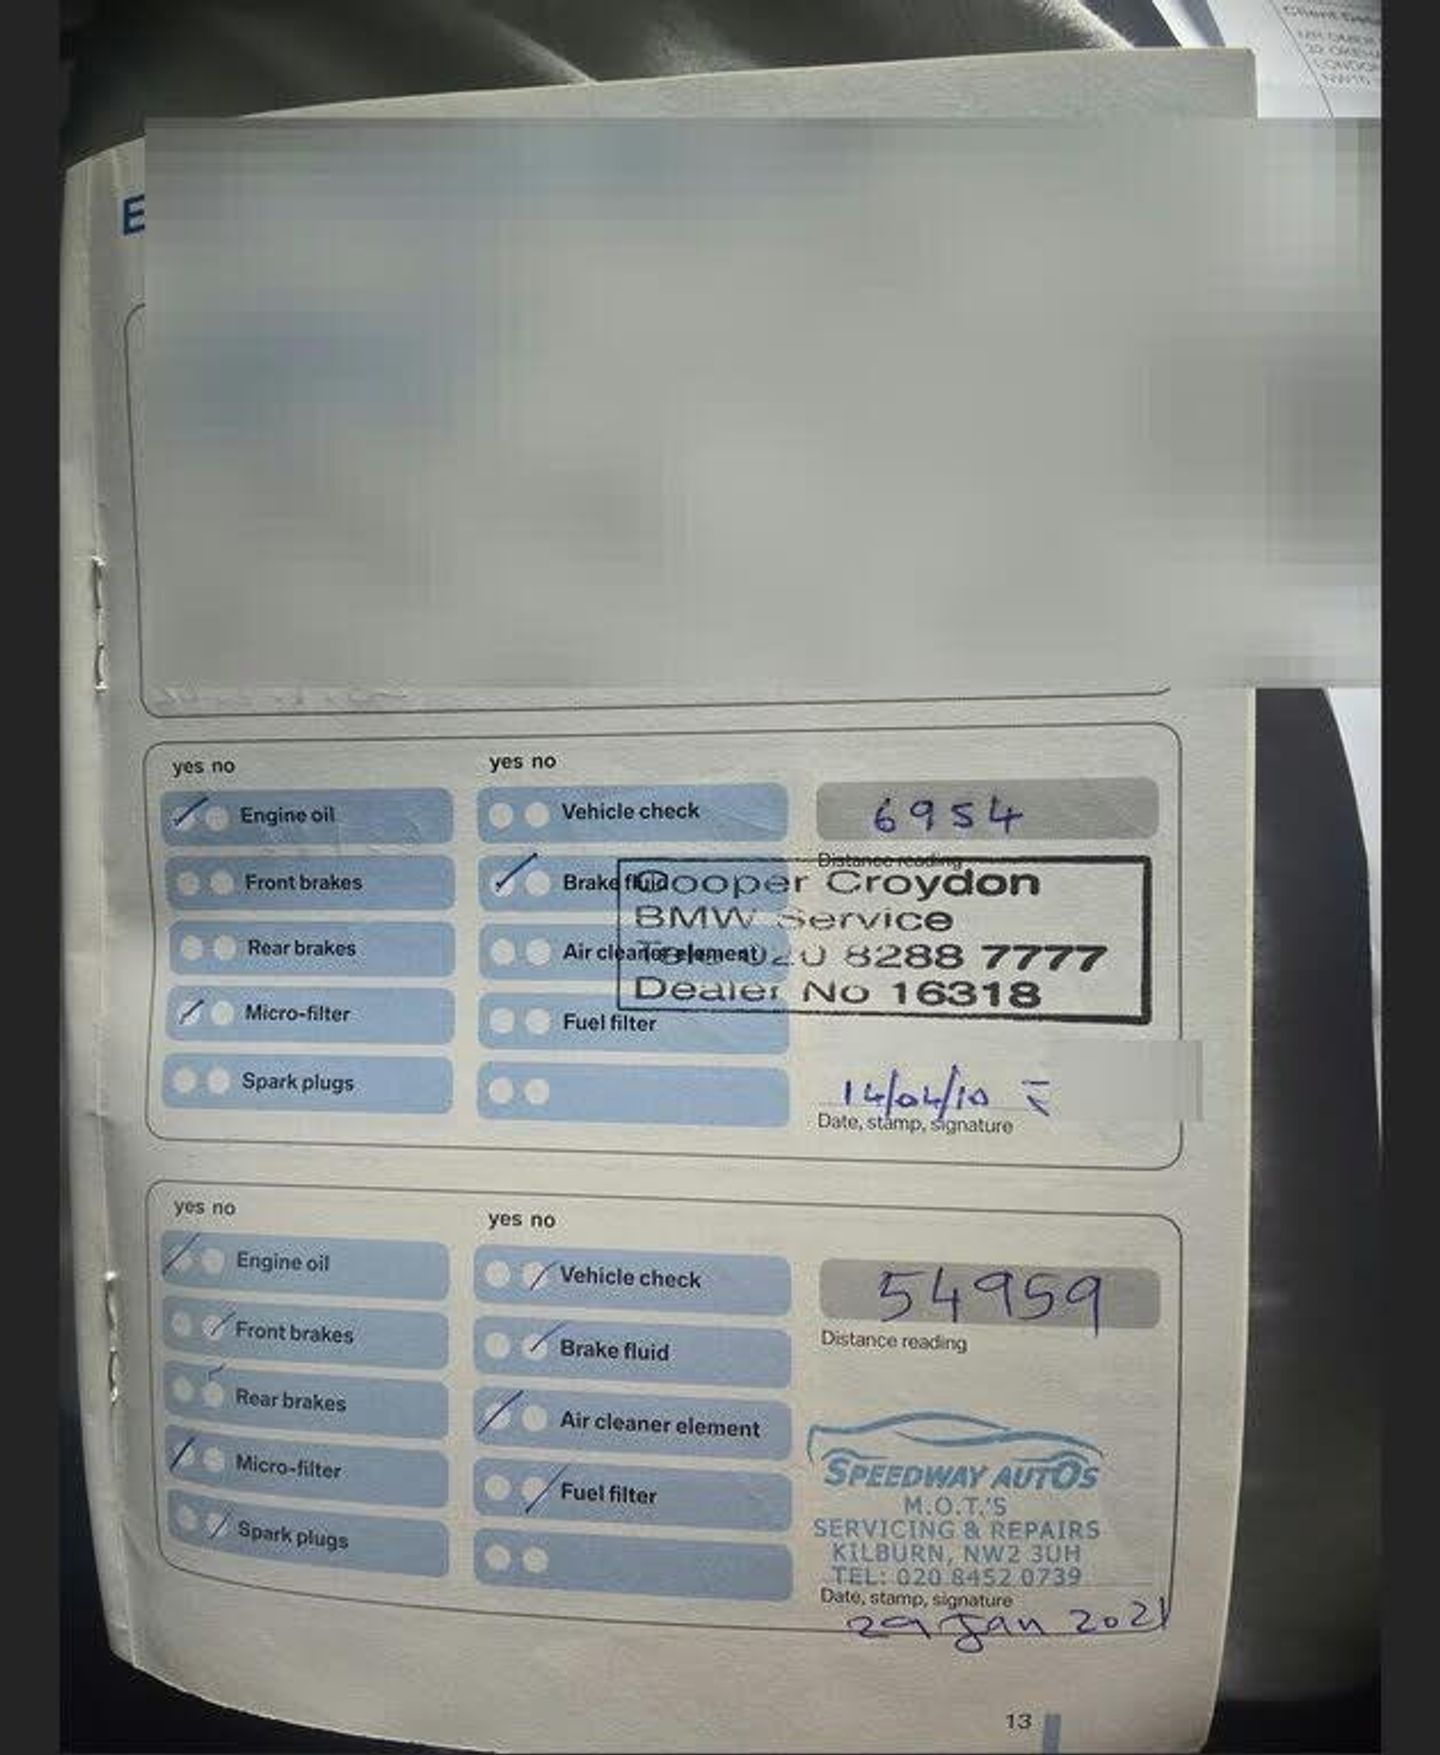 Client Deta
LONDON
NW10
E
yes no
yes no
Engine oil
Vehicle check
6954
Distance reading
Front brakes
Brake fluid
Cooper Croydon
BMW Service
Rear brakes
Air cleaner element
020 8288 7777
Dealer No 16318
Micro-filter
Fuel filter
Spark plugs
14/04/10
Date, stamp, signature
yes no
yes no
Engine oil
Vehicle check
54959
Distance reading
Front brakes
Brake fluid
Rear brakes
Air cleaner element
Micro-filter
Fuel filter
Spark plugs
SPEEDWAY AUTOS
M.O.T.'S
SERVICING & REPAIRS
KILBURN, NW2 3UH
TEL: 020 8452 0739
Date, stamp, signature
29 Jan 2021
13